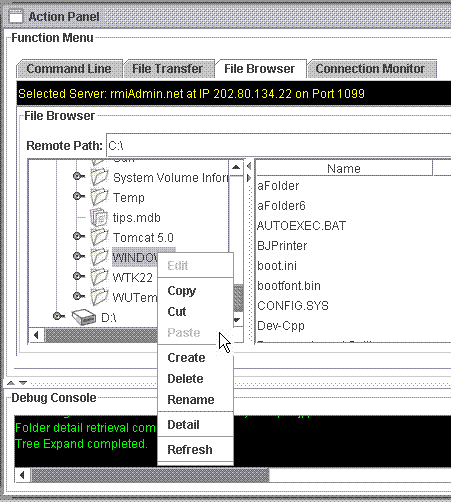 Action Panel
Function Menu
Command Line File Transfer File Browser Connection Monitor
Selected Server: rmiAdmin.net at IP 202.80.134.22 on Port 1099
File Browser
Remote Path: C:\
System Volume Inforr
Temp
tips.mdb
Tomcat 5.0
WINDOW
WTK22
WUTem
D:\
Name
aFolder
aFolder6
AUTOEXEC.BAT
BJPrinter
boot.ini
bootfont.bin
CONFIG.SYS
Dev-Cpp
Edit
Copy
Cut
Paste
Create
Delete
Rename
Detail
Refresh
Debug Console
Folder detail retrieval com
Tree Expand completed.